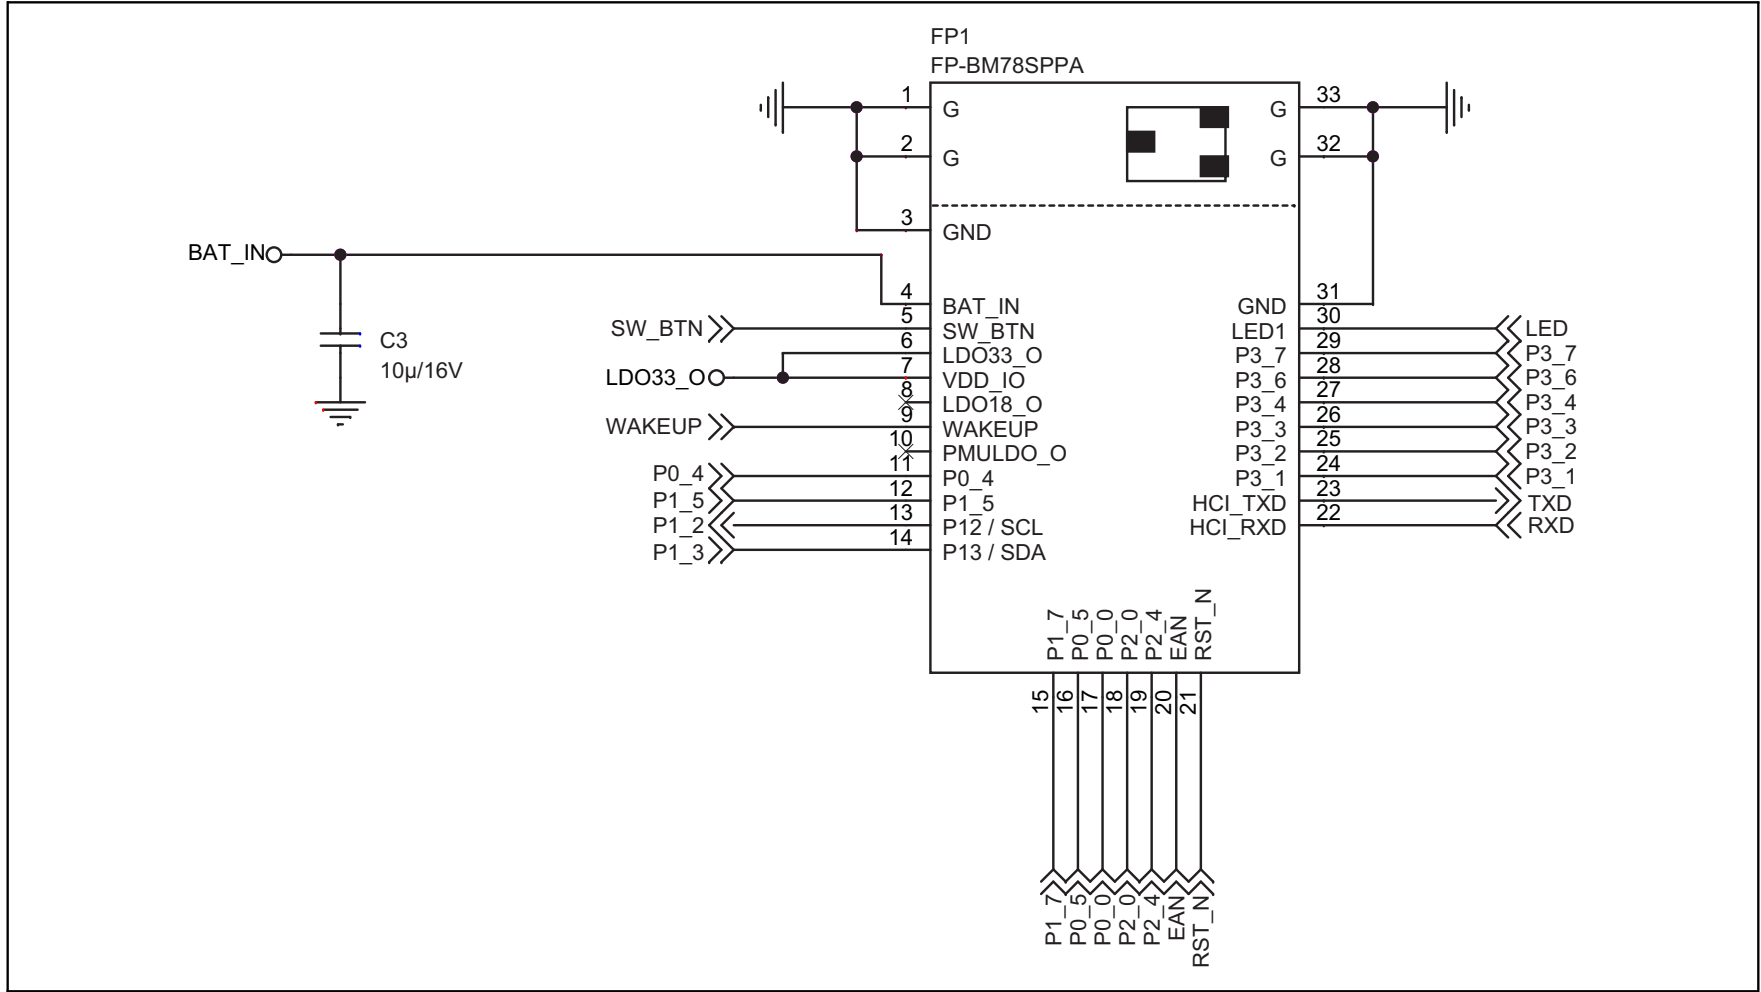 FP1
FP-BM78SPPA
1
G
33
G
2
G
32
G
3
GND
BAT_IN
4
BAT_IN
31
GND
SW_BTN
5
SW_BTN
30
LED1
LED
6
LDO33_O
29
P3_7
P3_7
LDO33_O
7
VDD_IO
28
P3_6
P3_6
8
LDO18_O
27
P3_4
P3_4
WAKEUP
9
WAKEUP
26
P3_3
P3_3
10
PMULDO_O
25
P3_2
P3_2
P0_4
11
P0_4
24
P3_1
P3_1
P1_5
12
P1_5
23
HCI_TXD
TXD
P1_2
13
P12 / SCL
22
HCI_RXD
RXD
P1_3
14
P13 / SDA
C3
10µ/16V
P1_7
P0_5
P0_0
P2_0
P2_4
EAN
RST_N
15
16
17
18
19
20
21
P1_7
P0_5
P0_0
P2_0
P2_4
EAN
RST_N